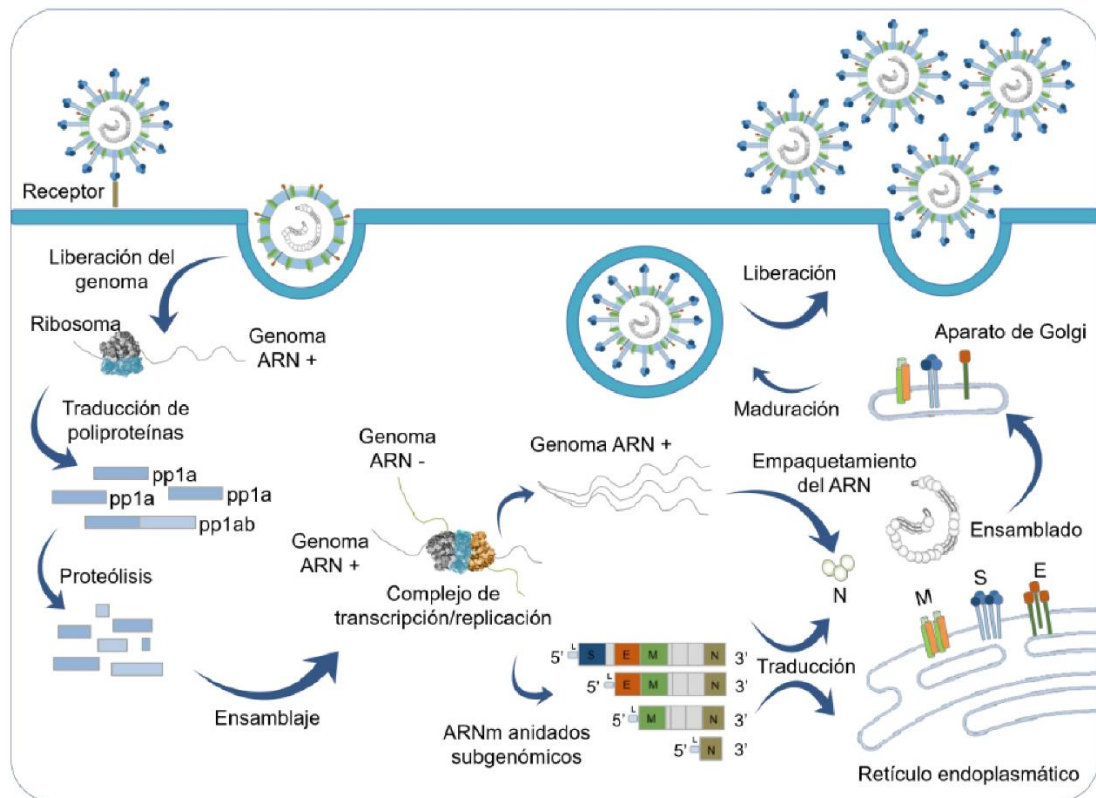 Receptor
Liberación del
genoma
Ribosoma
Genoma
ARN +
Traducción de
poliproteínas
pp1a
pp1a
pp1a
pp1ab
Proteólisis
Ensamblaje
Genoma
ARN -
Genoma
ARN +
Complejo de
transcripción/replicación
Genoma ARN +
5' L S E M N 3'
5' L E M N 3'
5' L M N 3'
5' L N 3'
ARNm anidados
subgenómicos
Traducción
N
Empaquetamiento
del ARN
Ensamblado
M S E
Retículo endoplasmático
Aparato de Golgi
Maduración
Liberación